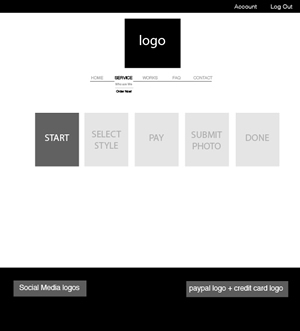 Account Log Out
logo
HOME SERVICE WORKS FAQ CONTACT
Order Now
START
SELECT
STYLE
PAY
SUBMIT
PHOTO
DONE
Social Media logos
paypal logo + credit card logo